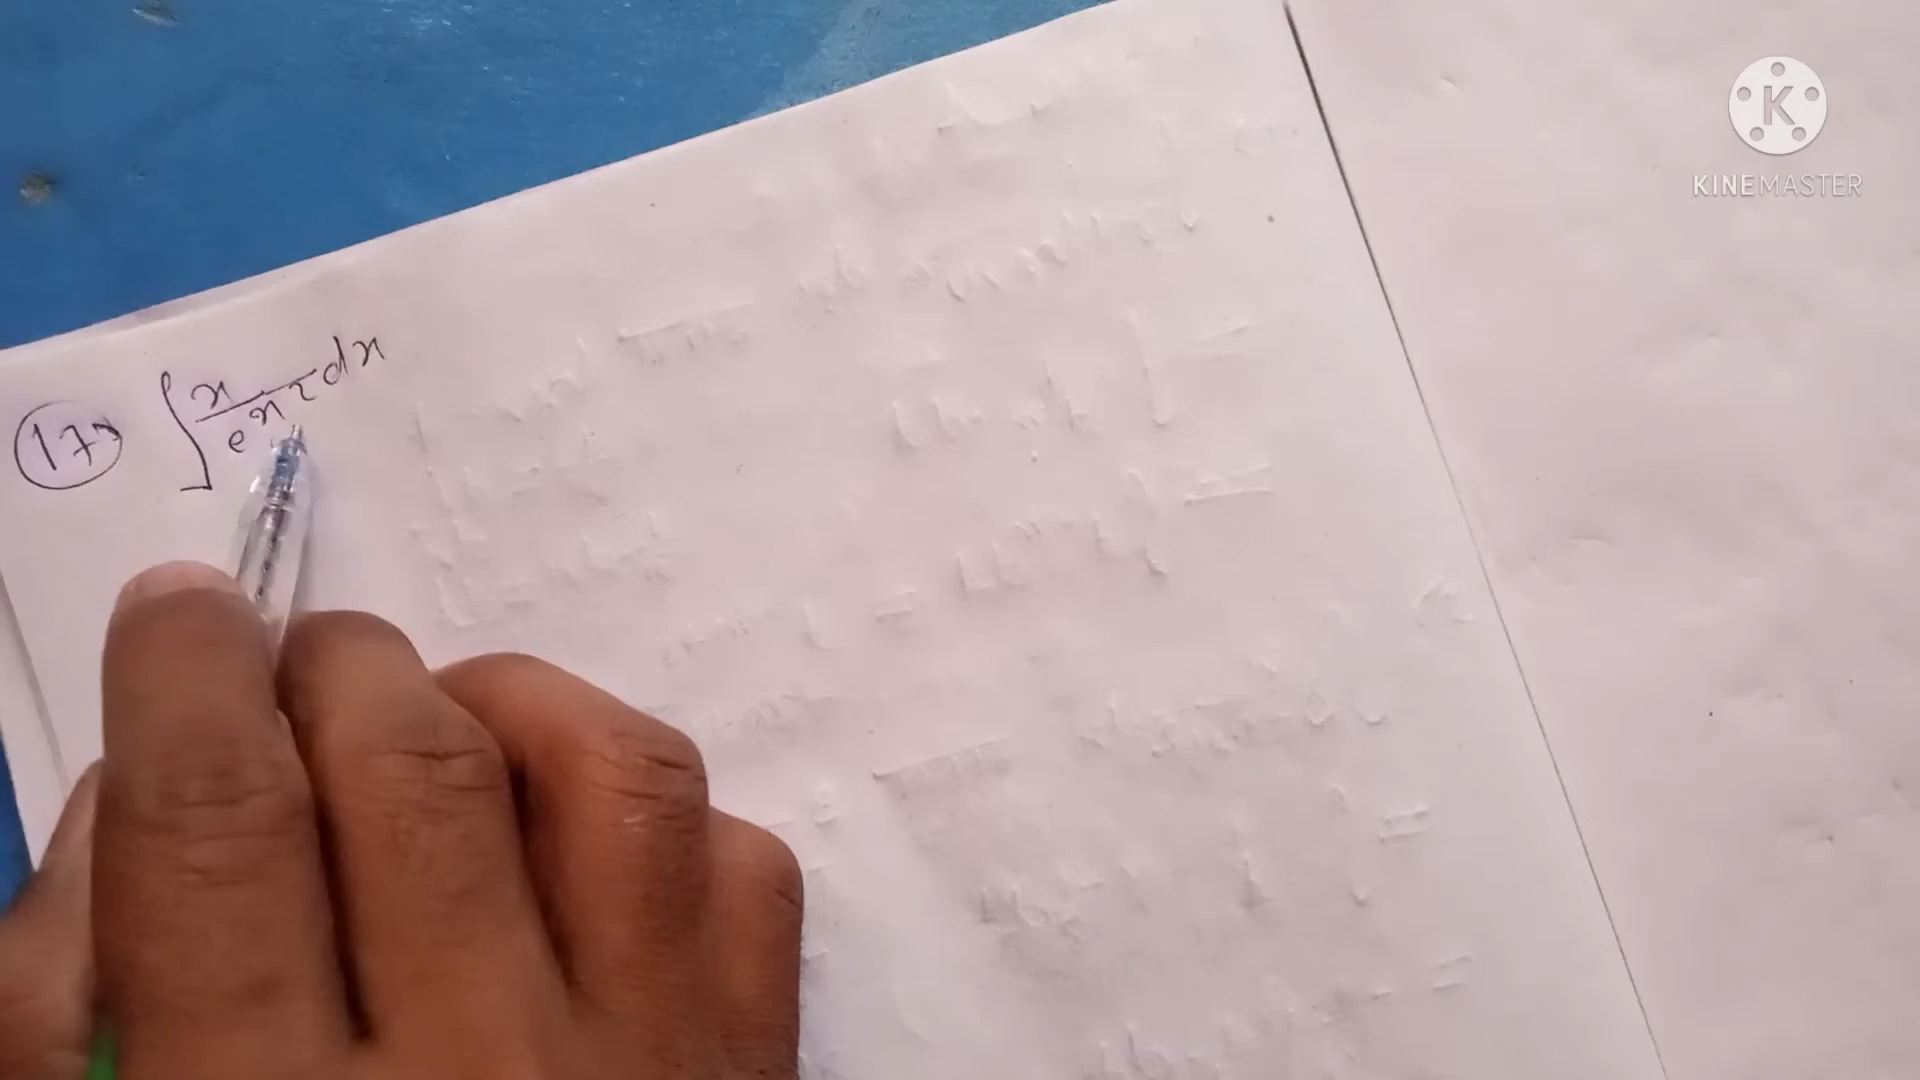 17) ∫ x/e^x² dx
KINEMASTER